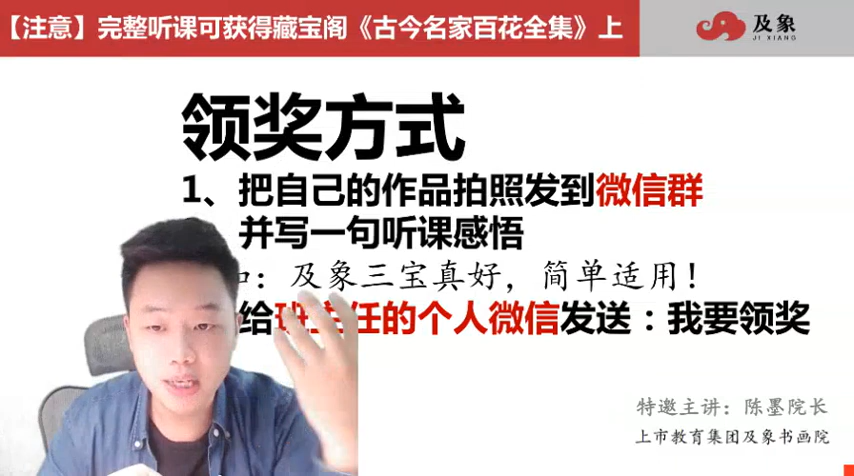 【注意】完整听课可获得藏宝阁《古今名家百花全集》上
及象
JI XIANG
领奖方式
1、把自己的作品拍照发到微信群
并写一句听课感悟
：及象三宝真好，简单适用！
给班主任的个人微信发送：我要领奖
特邀主讲：陈墨院长
上市教育集团及象书画院